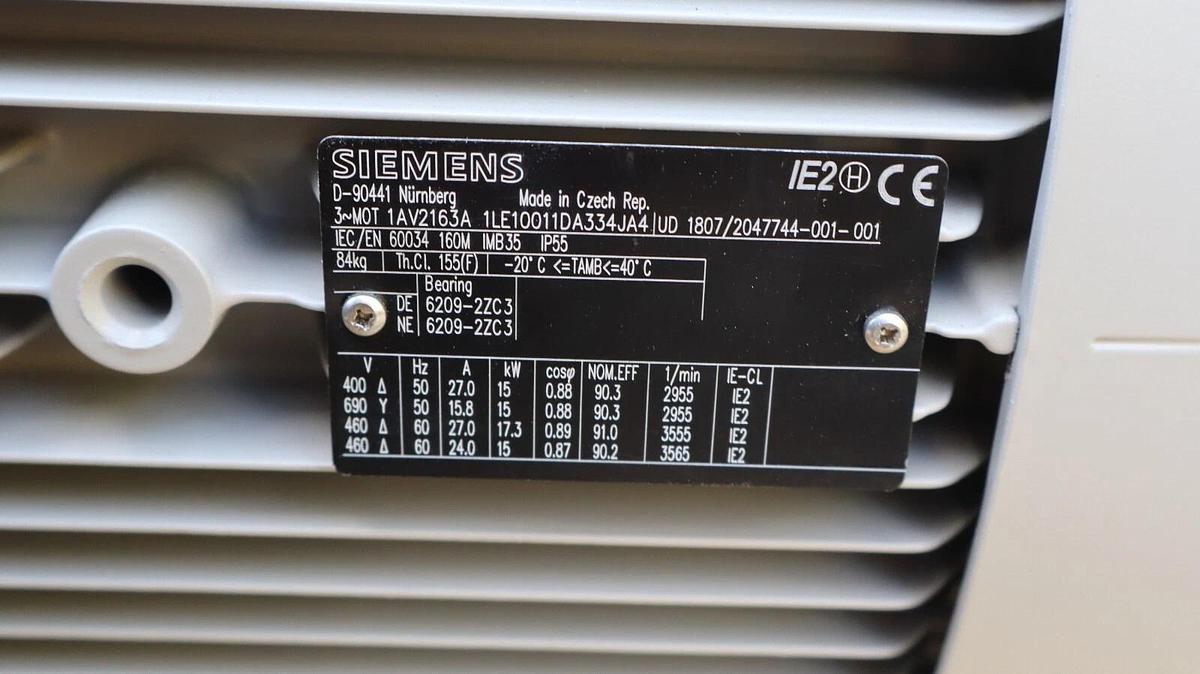 SIEMENS IE2 H CE
D-90441 Nürnberg Made in Czech Rep.
3~MOT 1AV2163A 1LE10011DA334JA4 UD 1807/2047744-001-001
IEC/EN 60034 160M IMB35 IP55
84kg Th.Cl. 155(F) -20°C <=TAMB<=40°C
Bearing
DE 6209-2ZC3
NE 6209-2ZC3
V Hz A kW cosφ NOM.EFF 1/min IE-CL
400 Δ 50 27.0 15 0.88 90.3 2955 IE2
690 Y 50 15.8 15 0.88 90.3 2955 IE2
460 Δ 60 27.0 17.3 0.89 91.0 3555 IE2
460 Δ 60 24.0 15 0.87 90.2 3565 IE2